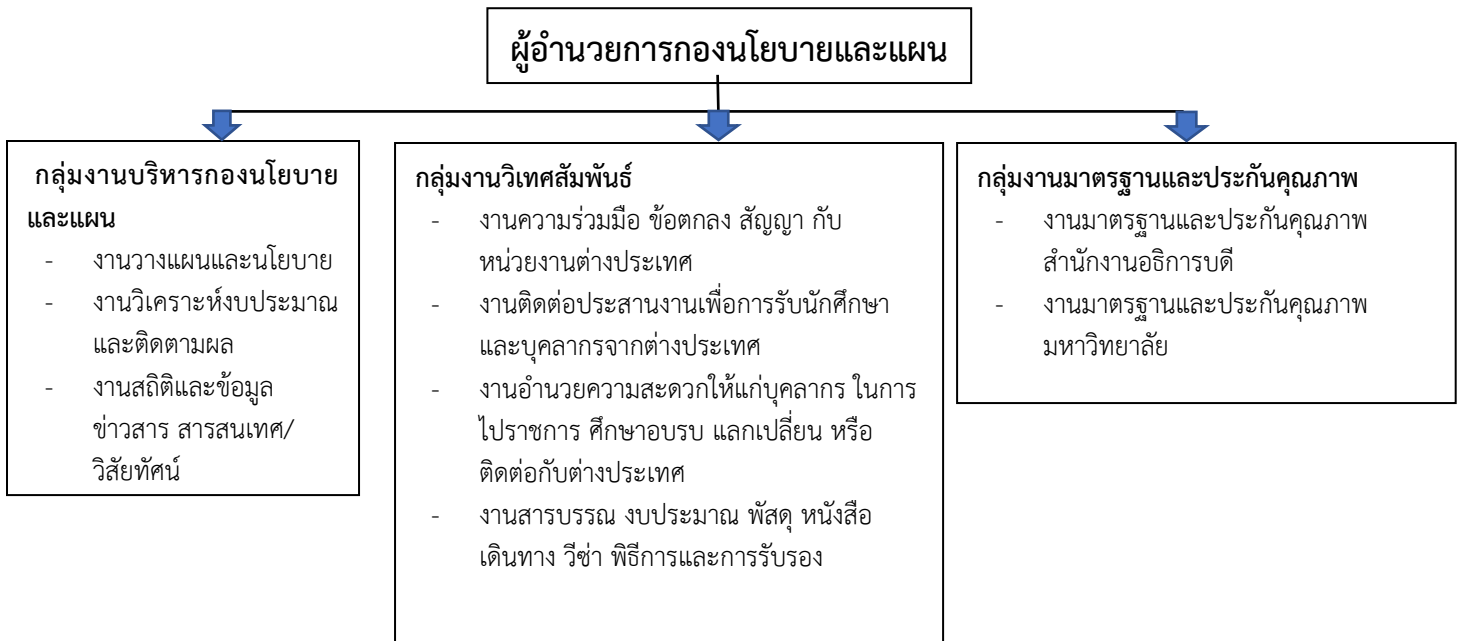 ผู้อำนวยการกองนโยบายและแผน
กลุ่มงานบริหารกองนโยบาย
และแผน
- งานวางแผนและนโยบาย
- งานวิเคราะห์งบประมาณ
และติดตามผล
- งานสถิติและข้อมูล
ข่าวสาร สารสนเทศ/
วิสัยทัศน์
กลุ่มงานวิเทศสัมพันธ์
- งานความร่วมมือ ข้อตกลง สัญญา กับ
หน่วยงานต่างประเทศ
- งานติดต่อประสานงานเพื่อการรับนักศึกษา
และบุคลากรจากต่างประเทศ
- งานอำนวยความสะดวกให้แก่บุคลากร ในการ
ไปราชการ ศึกษาอบรบ แลกเปลี่ยน หรือ
ติดต่อกับต่างประเทศ
- งานสารบรรณ งบประมาณ พัสดุ หนังสือ
เดินทาง วีซ่า พิธีการและการรับรอง
กลุ่มงานมาตรฐานและประกันคุณภาพ
- งานมาตรฐานและประกันคุณภาพ
สำนักงานอธิการบดี
- งานมาตรฐานและประกันคุณภาพ
มหาวิทยาลัย